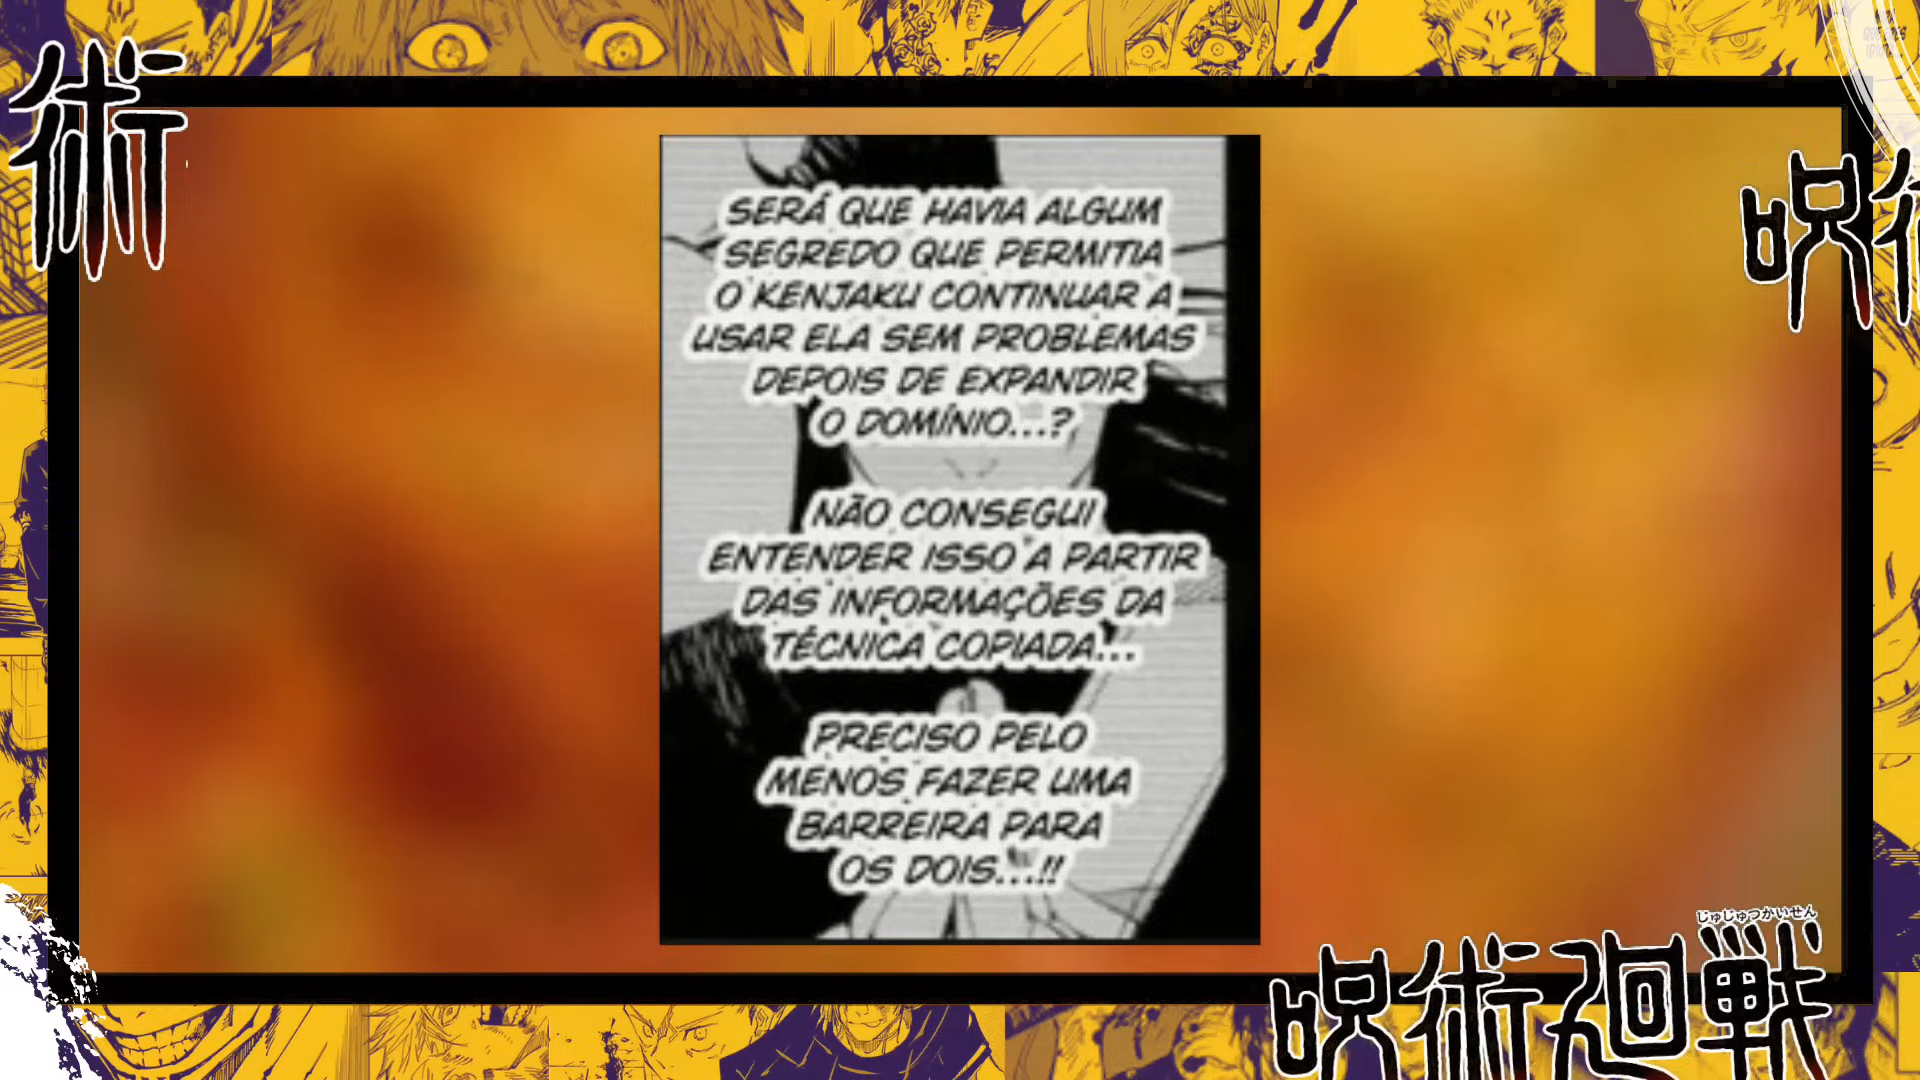 術
呪術
SERÁ QUE HAVIA ALGUM
SEGREDO QUE PERMITIA
O KENJAKU CONTINUAR A
USAR ELA SEM PROBLEMAS
DEPOIS DE EXPANDIR
O DOMÍNIO...?
NÃO CONSEGUI
ENTENDER ISSO A PARTIR
DAS INFORMAÇÕES DA
TÉCNICA COPIADA...
PRECISO PELO
MENOS FAZER UMA
BARREIRA PARA
OS DOIS...!!
じゅじゅつかいせん
呪術廻戦